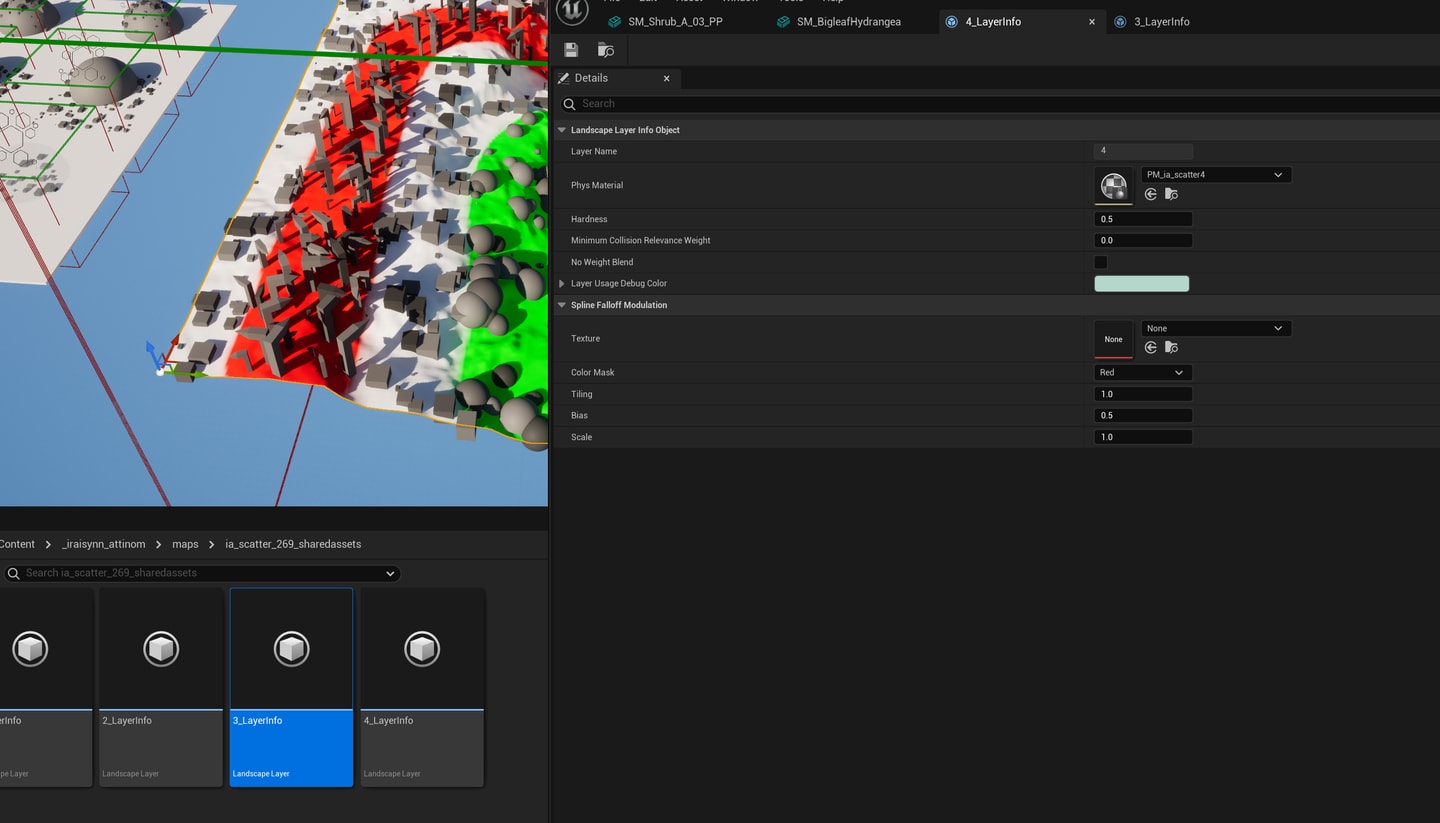 SM_Shrub_A_03_PP
SM_BigleafHydrangea
4_LayerInfo
3_LayerInfo
Details
Search
Landscape Layer Info Object
Layer Name
4
Phys Material
PM_ia_scatter4
Hardness
0.5
Minimum Collision Relevance Weight
0.0
No Weight Blend
Layer Usage Debug Color
Spline Falloff Modulation
Texture
None
None
Color Mask
Red
Tiling
1.0
Bias
0.5
Scale
1.0
Content
_iraisynn_attinom
maps
ia_scatter_269_sharedassets
Search ia_scatter_269_sharedassets
erInfo
2_LayerInfo
3_LayerInfo
4_LayerInfo
pe Layer
Landscape Layer
Landscape Layer
Landscape Layer